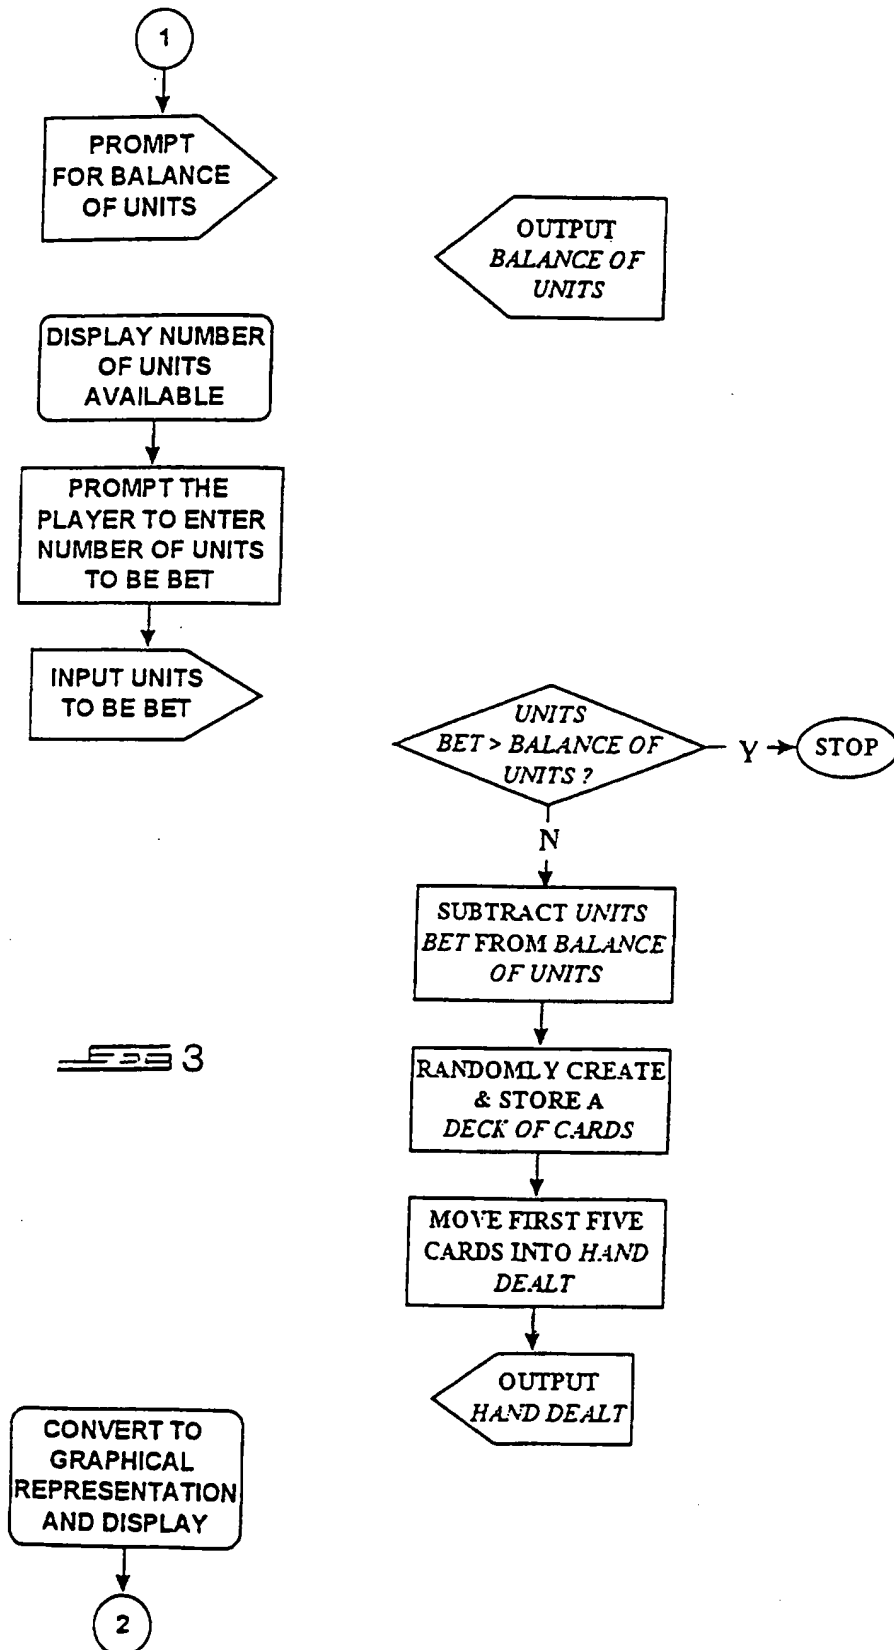 1
PROMPT
FOR BALANCE
OF UNITS
OUTPUT
BALANCE OF
UNITS
DISPLAY NUMBER
OF UNITS
AVAILABLE
PROMPT THE
PLAYER TO ENTER
NUMBER OF UNITS
TO BE BET
INPUT UNITS
TO BE BET
UNITS
BET > BALANCE OF
UNITS ?
Y
STOP
N
SUBTRACT UNITS
BET FROM BALANCE
OF UNITS
RANDOMLY CREATE
& STORE A
DECK OF CARDS
MOVE FIRST FIVE
CARDS INTO HAND
DEALT
OUTPUT
HAND DEALT
3
CONVERT TO
GRAPHICAL
REPRESENTATION
AND DISPLAY
2